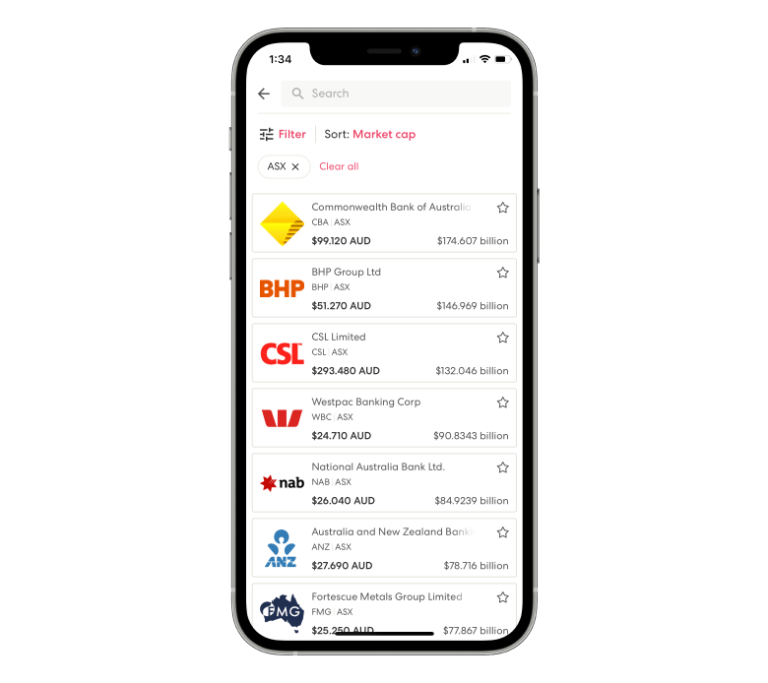 1:34
Search
Filter Sort: Market cap
ASX ✕ Clear all
Commonwealth Bank of Australia
CBA | ASX
$99.120 AUD $174.607 billion
BHP
BHP Group Ltd
BHP | ASX
$51.270 AUD $146.969 billion
CSL
CSL Limited
CSL | ASX
$293.480 AUD $132.046 billion
Westpac Banking Corp
WBC | ASX
$24.710 AUD $90.8343 billion
nab
National Australia Bank Ltd.
NAB | ASX
$26.040 AUD $84.9239 billion
ANZ
Australia and New Zealand Bank
ANZ | ASX
$27.690 AUD $78.716 billion
FMG
Fortescue Metals Group Limited
FMG | ASX
$25.250 AUD $77.867 billion